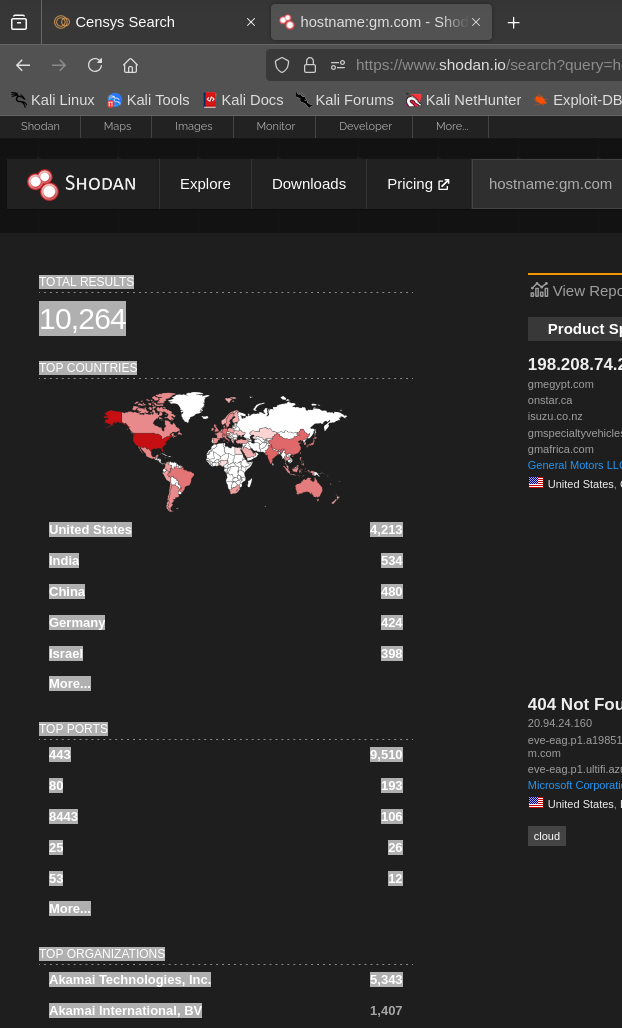 Censys Search
hostname:gm.com - Shod
https://www.shodan.io/search?query=h
Kali Linux Kali Tools Kali Docs Kali Forums Kali NetHunter Exploit-DB
Shodan Maps Images Monitor Developer More...
SHODAN Explore Downloads Pricing hostname:gm.com
TOTAL RESULTS
10,264
View Repo
Product Sp
TOP COUNTRIES
198.208.74.2
gmegypt.com
onstar.ca
isuzu.co.nz
gmspecialtyvehicles
gmafrica.com
General Motors LLC
United States,
United States 4,213
India 534
China 480
Germany 424
Israel 398
More...
404 Not Fou
20.94.24.160
eve-eag.p1.a19851
m.com
eve-eag.p1.ultifi.azu
Microsoft Corporati
United States,
cloud
TOP PORTS
443 9,510
80 193
8443 106
25 26
53 12
More...
TOP ORGANIZATIONS
Akamai Technologies, Inc. 5,343
Akamai International, BV 1,407